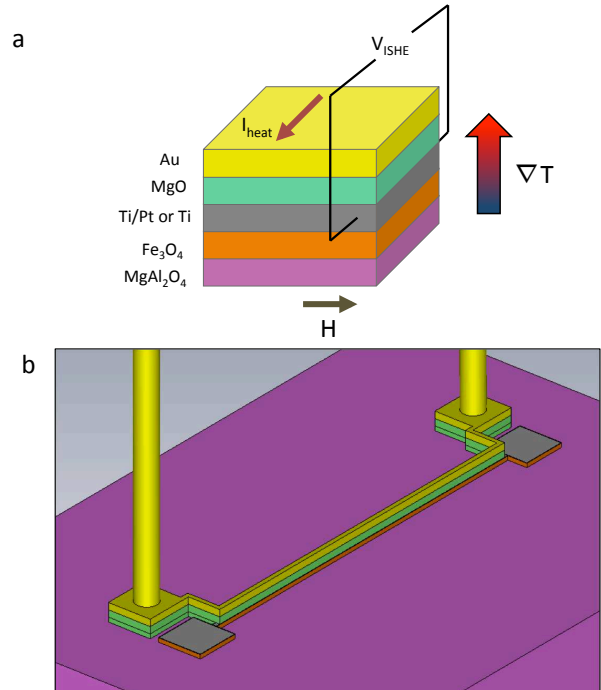 a
V_ISHE
I_heat
Au
MgO
Ti/Pt or Ti
Fe₃O₄
MgAl₂O₄
▽T
H
b